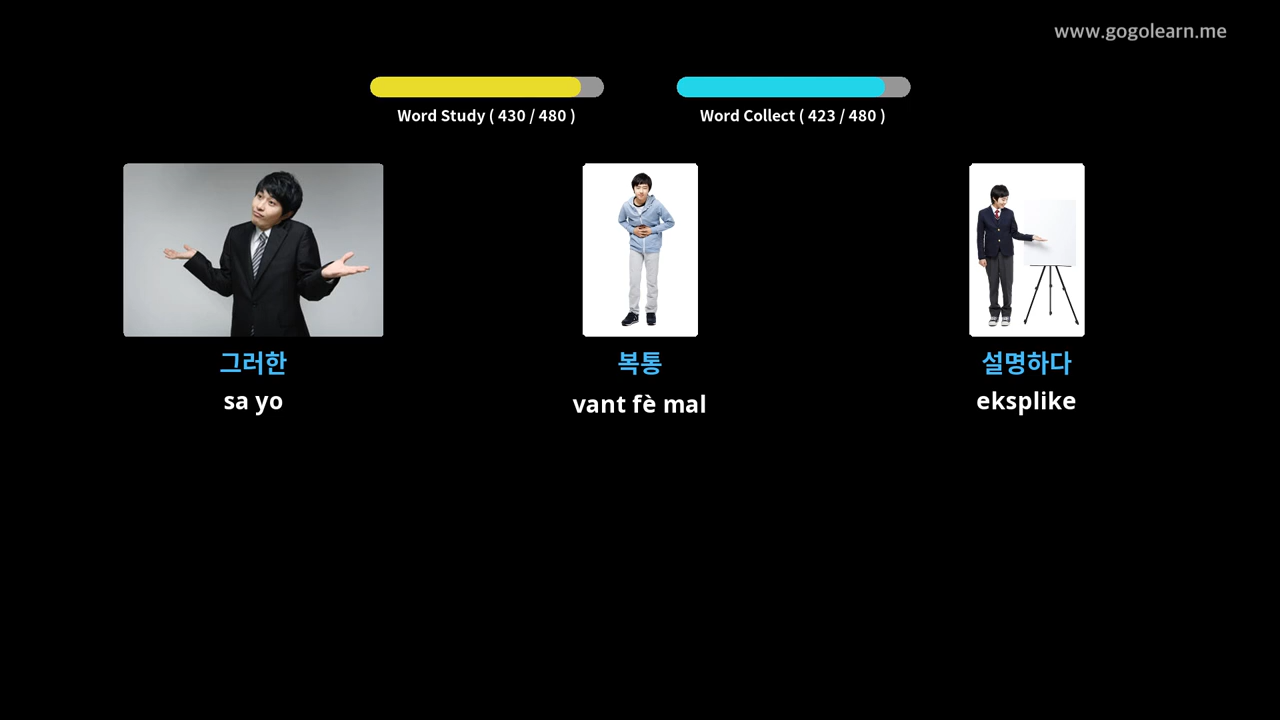 www.gogolearn.me
Word Study ( 430 / 480 )
Word Collect ( 423 / 480 )
그러한
sa yo
복통
vant fè mal
설명하다
eksplike